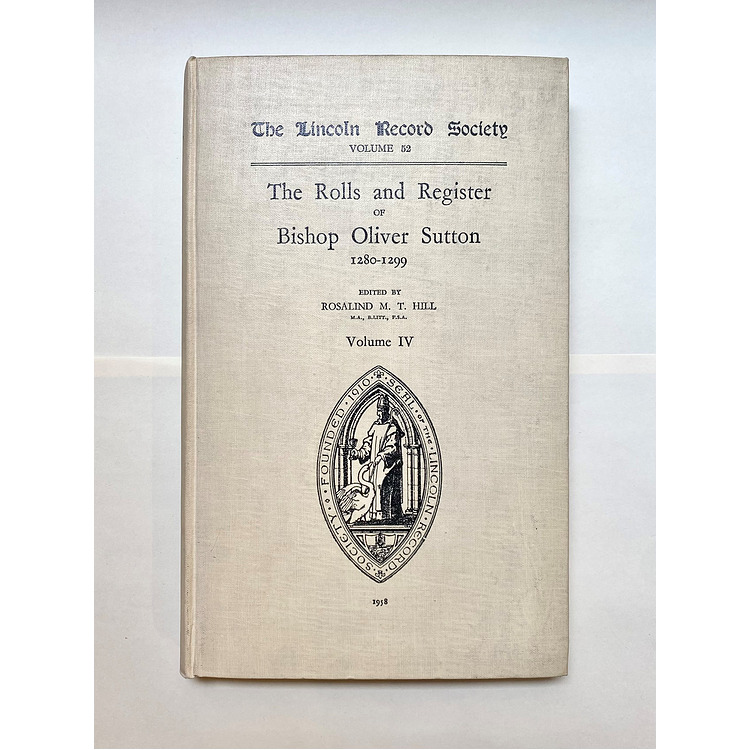 The Lincoln Record Society
VOLUME 52
The Rolls and Register
OF
Bishop Oliver Sutton
1280-1299
EDITED BY
ROSALIND M. T. HILL
M.A., B.LITT., F.S.A.
Volume IV
SEAL · OF THE · LINCOLN · RECORD · SOCIETY · FOUNDED · 1910 ·
1958